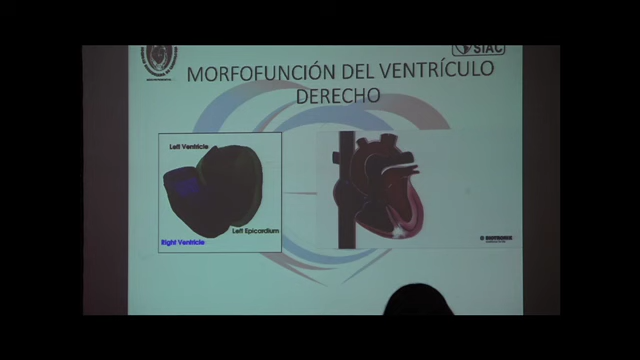 SIAC
MORFOFUNCIÓN DEL VENTRÍCULO
DERECHO
Left Ventricle
Left Epicardium
Right Ventricle